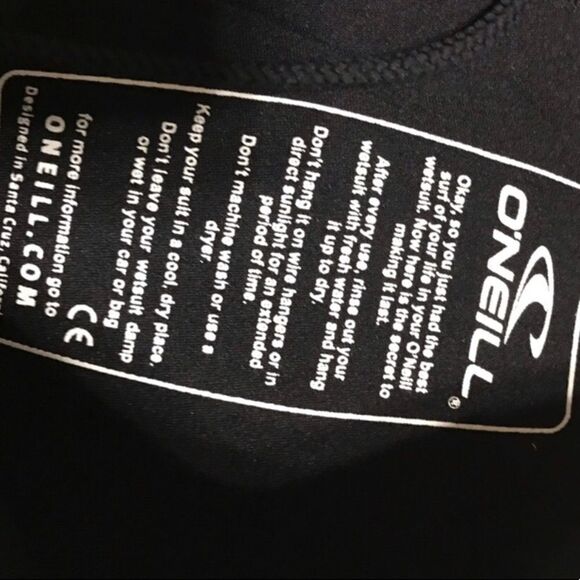 O'NEILL®
Okay, so you just had the best
surf of your life in your O'Neill
wetsuit. Now here is the secret to
making it last.
After every use, rinse out your
wetsuit with fresh water and hang
it up to dry.
Don't hang it on wire hangers or in
direct sunlight for an extended
period of time.
Don't machine wash or use a
dryer.
Keep your suit in a cool, dry place,
Don't leave your wetsuit damp
or wet in your car or bag
for more information go to
ONEILL.COM
CE
Designed in Santa Cruz,